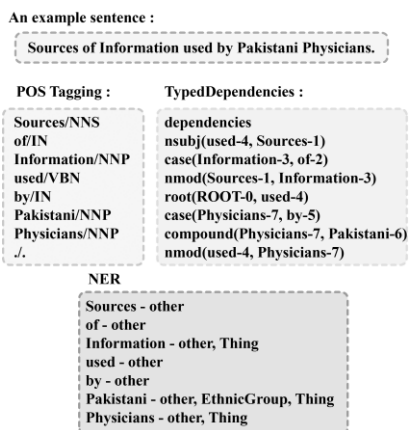 An example sentence :
Sources of Information used by Pakistani Physicians.
POS Tagging :
Sources/NNS
of/IN
Information/NNP
used/VBN
by/IN
Pakistani/NNP
Physicians/NNP
./.
TypedDependencies :
dependencies
nsubj(used-4, Sources-1)
case(Information-3, of-2)
nmod(Sources-1, Information-3)
root(ROOT-0, used-4)
case(Physicians-7, by-5)
compound(Physicians-7, Pakistani-6)
nmod(used-4, Physicians-7)
NER
Sources - other
of - other
Information - other, Thing
used - other
by - other
Pakistani - other, EthnicGroup, Thing
Physicians - other, Thing